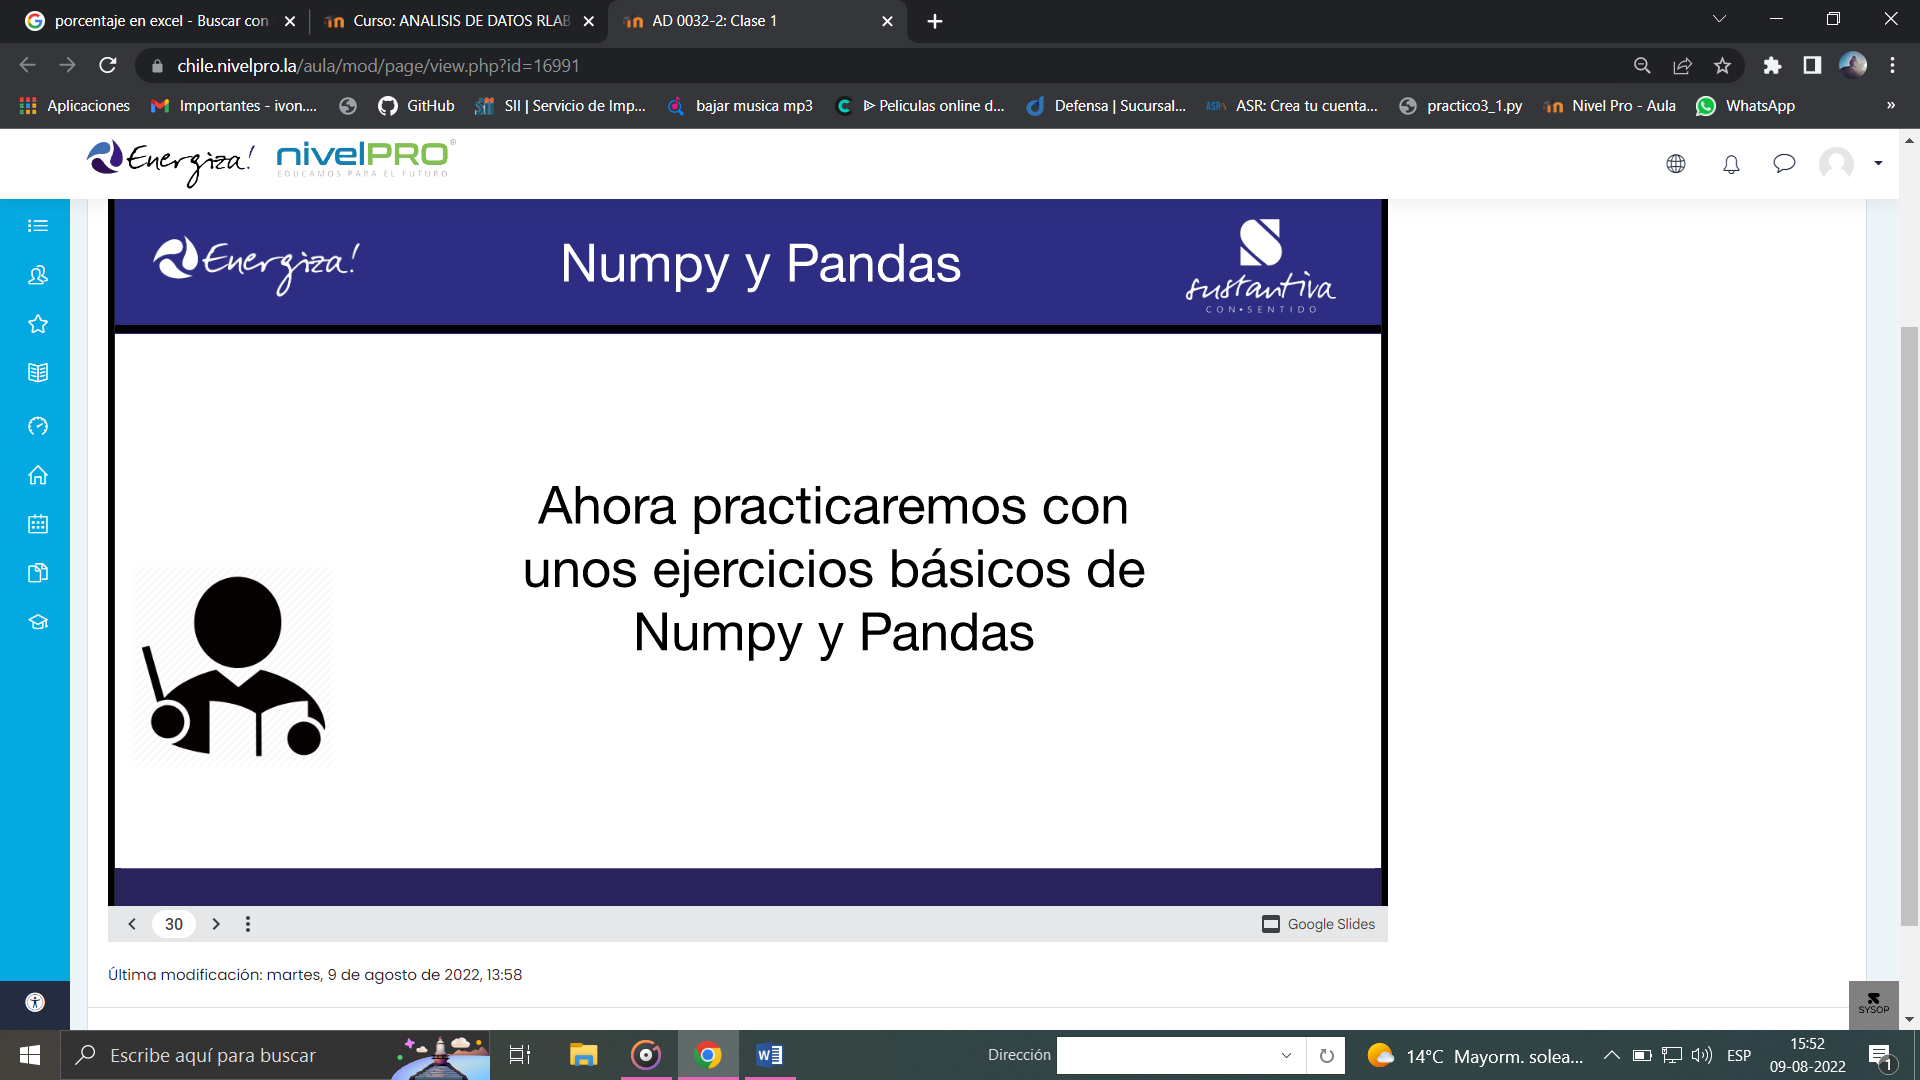 porcentaje en excel - Buscar con
Curso: ANALISIS DE DATOS RLAB
AD 0032-2: Clase 1
chile.nivelpro.la/aula/mod/page/view.php?id=16991
Aplicaciones
Importantes - ivon....
GitHub
SII | Servicio de Imp...
bajar musica mp3
Peliculas online d...
Defensa | Sucursal...
ASR: Crea tu cuenta...
practico3_1.py
Nivel Pro - Aula
WhatsApp
»
Energiza!
nivelPRO
EDUCAMOS PARA EL FUTURO
Energiza!
Numpy y Pandas
sustantiva
CON•SENTIDO
Ahora practicaremos con
unos ejercicios básicos de
Numpy y Pandas
30
Google Slides
Última modificación: martes, 9 de agosto de 2022, 13:58
SYSOP
Escribe aquí para buscar
Dirección
14°C Mayorm. solea...
ESP
15:52
09-08-2022
1